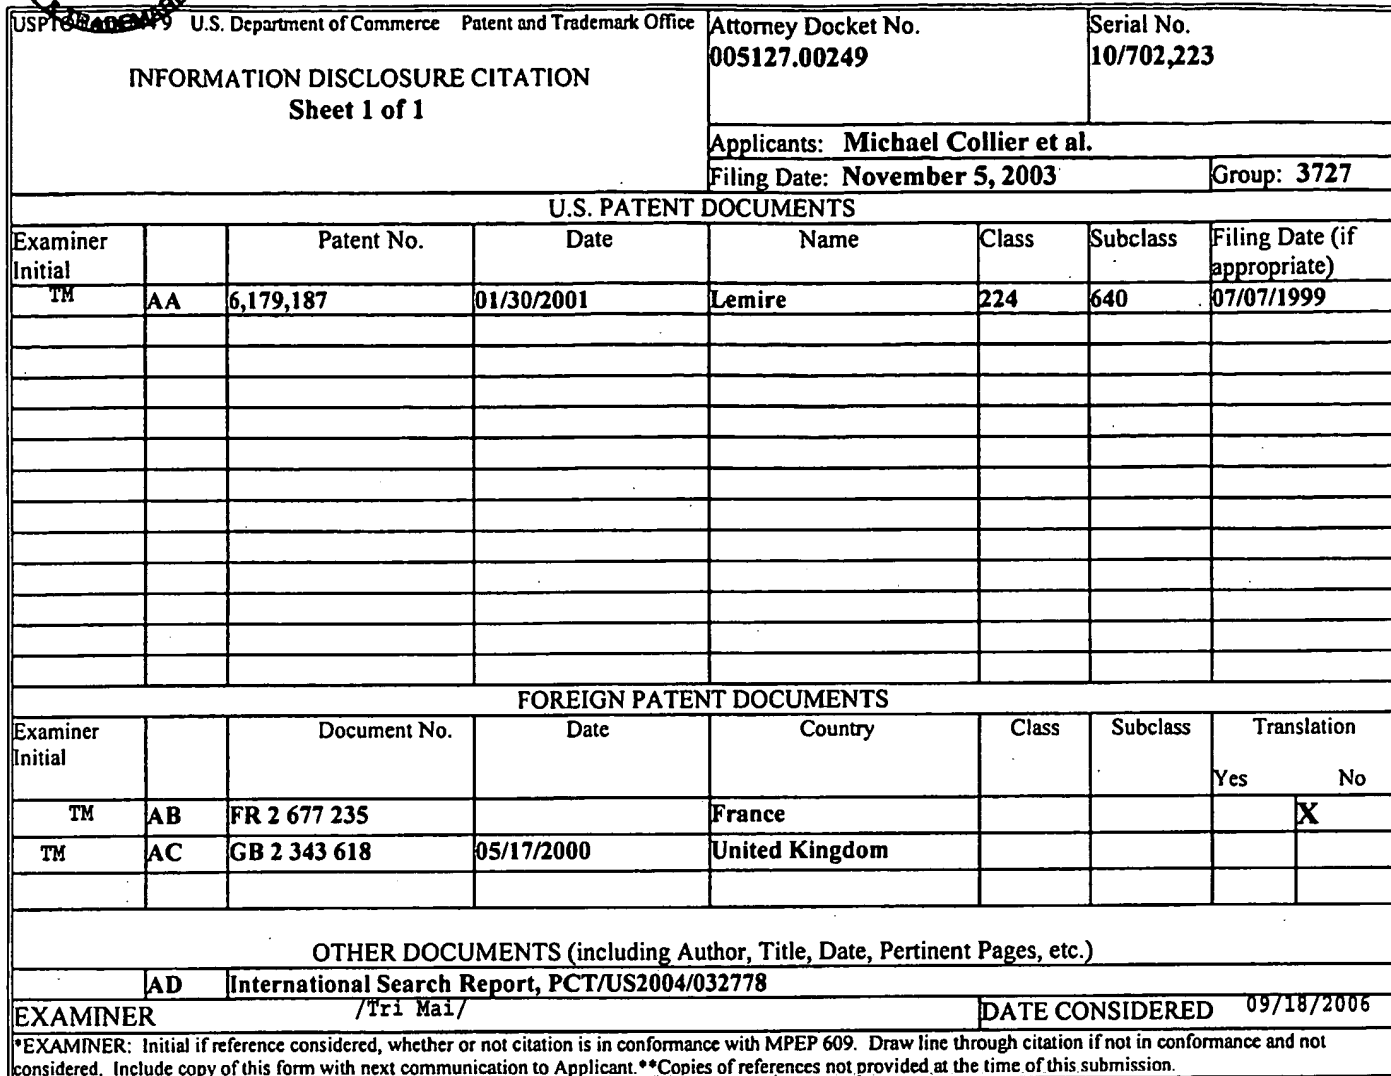 U.S. Department of Commerce Patent and Trademark Office
INFORMATION DISCLOSURE CITATION
Sheet 1 of 1
Attorney Docket No.
005127.00249
Serial No.
10/702,223
Applicants: Michael Collier et al.
Filing Date: November 5, 2003 Group: 3727
U.S. PATENT DOCUMENTS
Examiner Initial Patent No. Date Name Class Subclass Filing Date (if appropriate)
TM AA 6,179,187 01/30/2001 Lemire 224 640 07/07/1999
FOREIGN PATENT DOCUMENTS
Examiner Initial Document No. Date Country Class Subclass Translation
Yes No
TM AB FR 2 677 235 France X
TM AC GB 2 343 618 05/17/2000 United Kingdom
OTHER DOCUMENTS (including Author, Title, Date, Pertinent Pages, etc.)
AD International Search Report, PCT/US2004/032778
EXAMINER /Tri Mai/ DATE CONSIDERED 09/18/2006
*EXAMINER: Initial if reference considered, whether or not citation is in conformance with MPEP 609. Draw line through citation if not in conformance and not
considered. Include copy of this form with next communication to Applicant.**Copies of references not provided at the time of this submission.